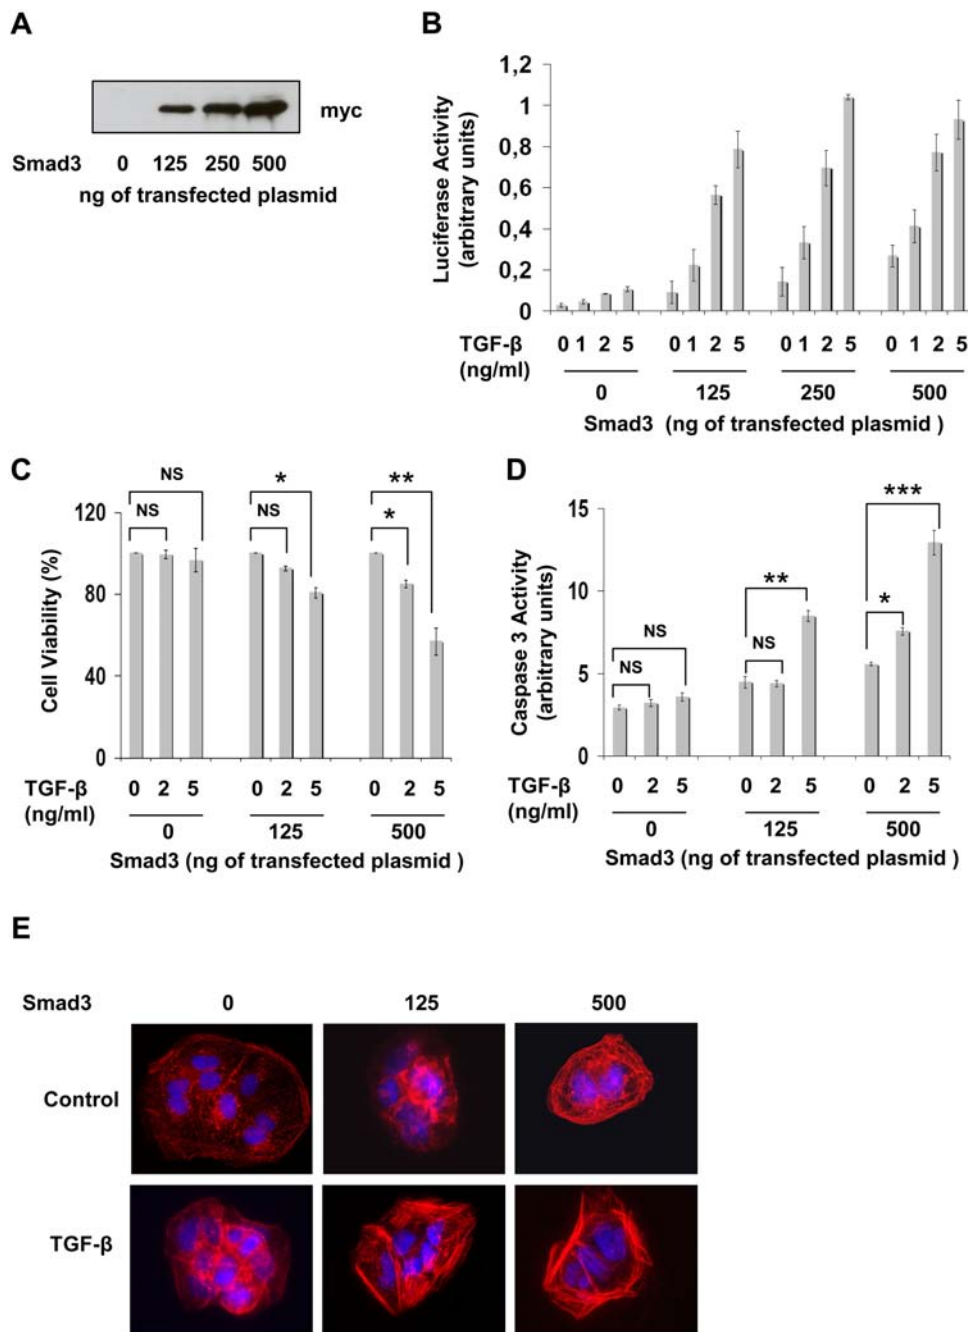 A
myc
Smad3 0 125 250 500
ng of transfected plasmid
B
Luciferase Activity
(arbitrary units)
1,2
1
0,8
0,6
0,4
0,2
0
TGF-β 0 1 2 5 0 1 2 5 0 1 2 5 0 1 2 5
(ng/ml)
0 125 250 500
Smad3 (ng of transfected plasmid )
C
Cell Viability (%)
120
80
40
0
NS
NS
*
NS
**
*
TGF-β 0 2 5 0 2 5 0 2 5
(ng/ml)
0 125 500
Smad3 (ng of transfected plasmid )
D
Caspase 3 Activity
(arbitrary units)
15
10
5
0
NS
NS
**
NS
***
*
TGF-β 0 2 5 0 2 5 0 2 5
(ng/ml)
0 125 500
Smad3 (ng of transfected plasmid )
E
Smad3 0 125 500
Control
TGF-β